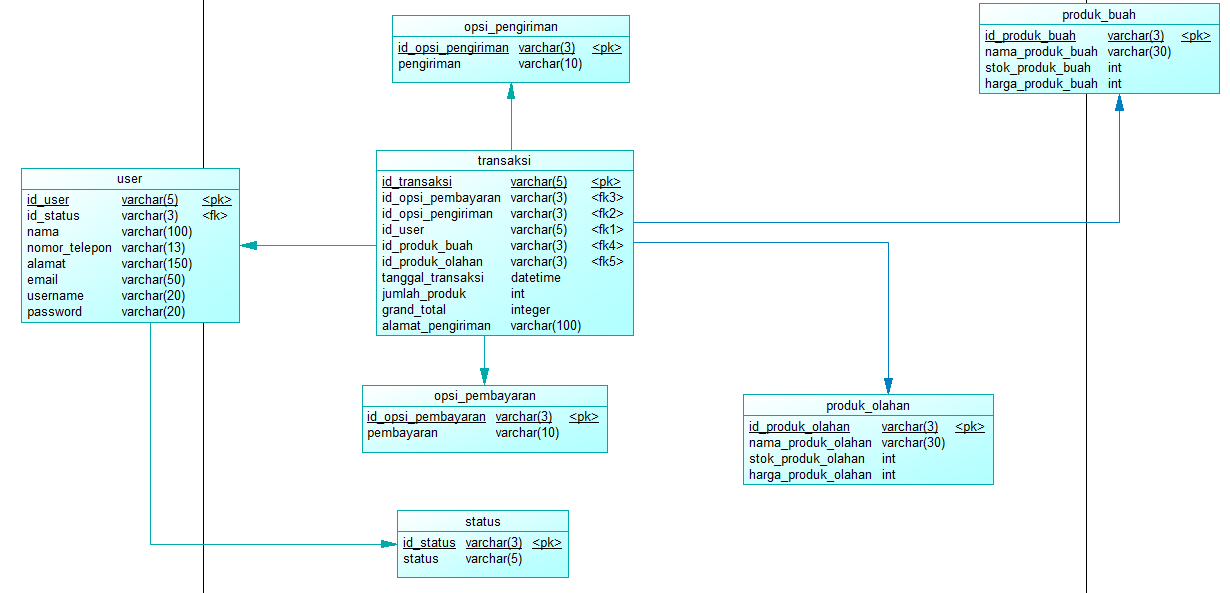 opsi_pengiriman
id_opsi_pengiriman varchar(3) <pk>
pengiriman varchar(10)
produk_buah
id_produk_buah varchar(3) <pk>
nama_produk_buah varchar(30)
stok_produk_buah int
harga_produk_buah int
transaksi
id_transaksi varchar(5) <pk>
id_opsi_pembayaran varchar(3) <fk3>
id_opsi_pengiriman varchar(3) <fk2>
id_user varchar(5) <fk1>
id_produk_buah varchar(3) <fk4>
id_produk_olahan varchar(3) <fk5>
tanggal_transaksi datetime
jumlah_produk int
grand_total integer
alamat_pengiriman varchar(100)
user
id_user varchar(5) <pk>
id_status varchar(3) <fk>
nama varchar(100)
nomor_telepon varchar(13)
alamat varchar(150)
email varchar(50)
username varchar(20)
password varchar(20)
opsi_pembayaran
id_opsi_pembayaran varchar(3) <pk>
pembayaran varchar(10)
produk_olahan
id_produk_olahan varchar(3) <pk>
nama_produk_olahan varchar(30)
stok_produk_olahan int
harga_produk_olahan int
status
id_status varchar(3) <pk>
status varchar(5)